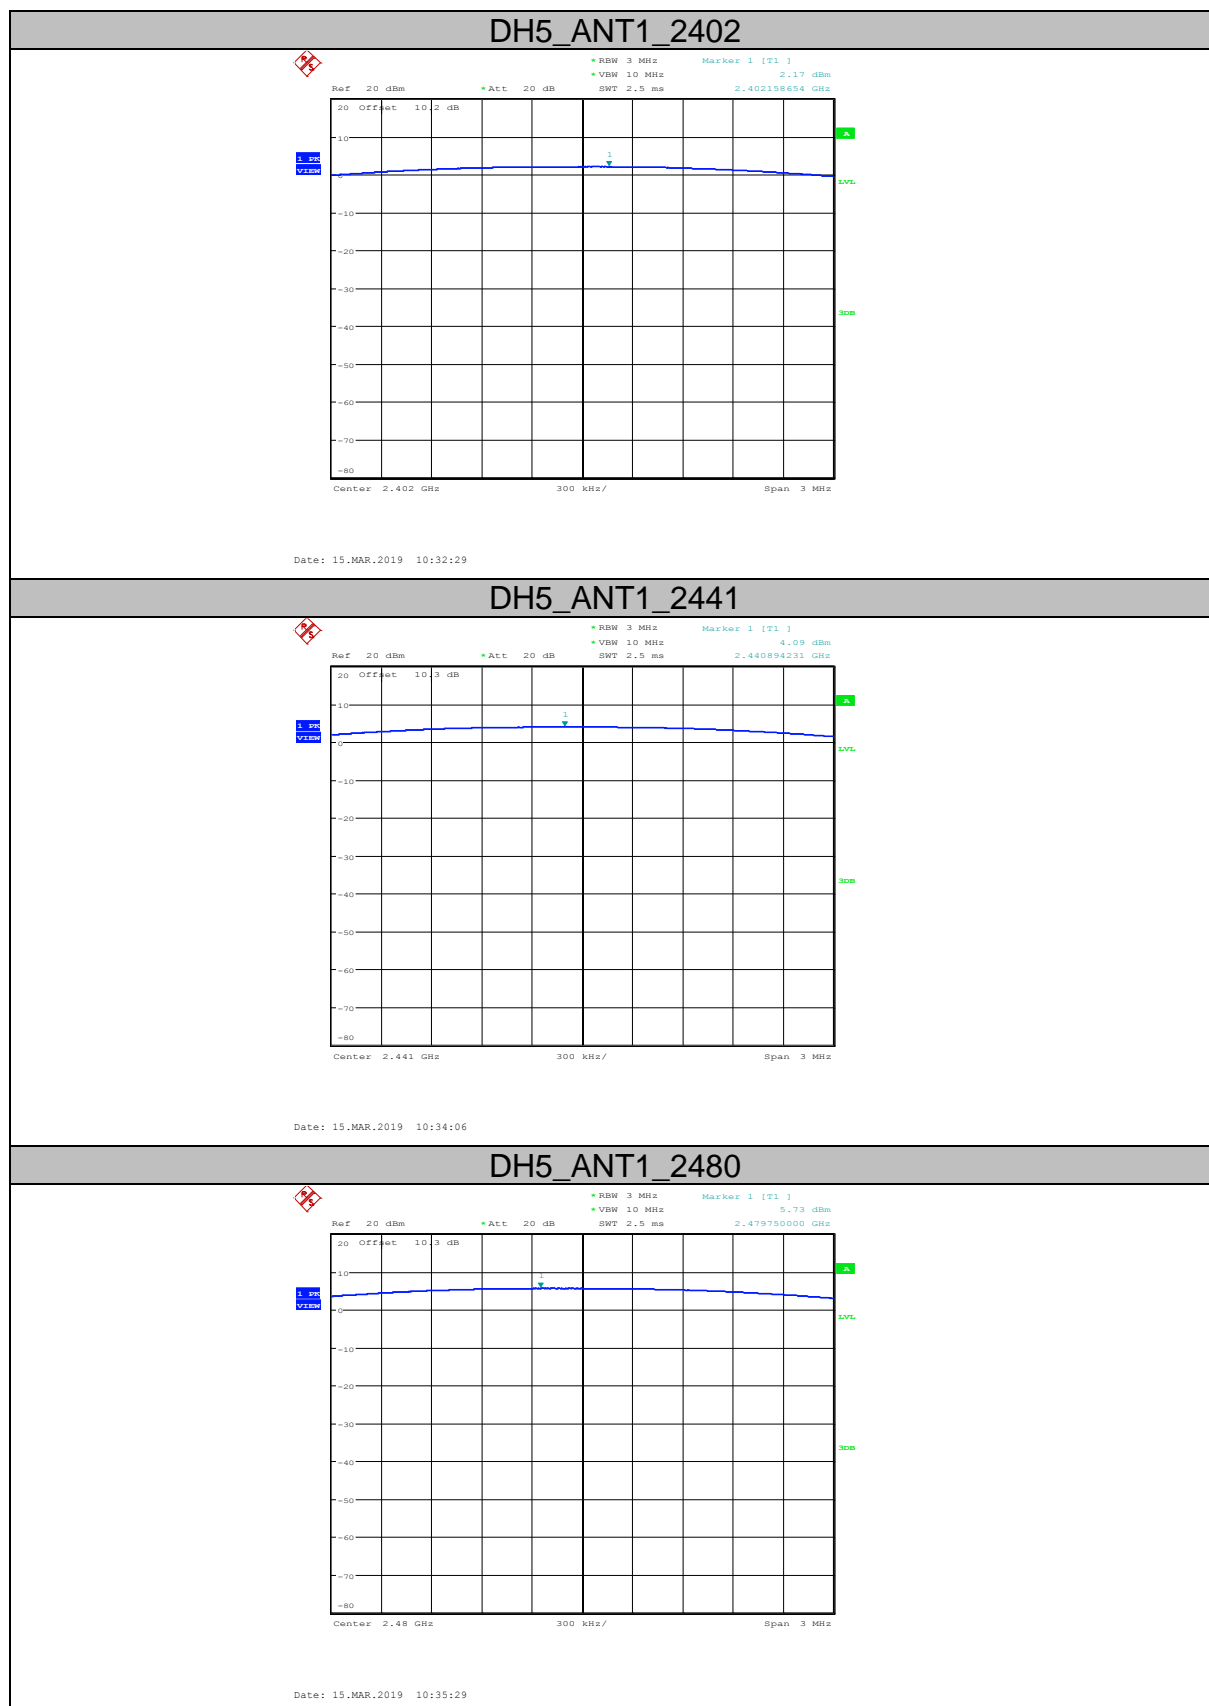 DH5_ANT1_2402
R S
* RBW 3 MHz Marker 1 [T1 ]
* VBW 10 MHz 2.17 dBm
Ref 20 dBm * Att 20 dB SWT 2.5 ms 2.402158654 GHz
20 Offset 10.2 dB
A
10
1
1 PK
VIEW
0
LVL
-10
-20
-30
3DB
-40
-50
-60
-70
-80
Center 2.402 GHz 300 kHz/ Span 3 MHz
Date: 15.MAR.2019 10:32:29
DH5_ANT1_2441
R S
* RBW 3 MHz Marker 1 [T1 ]
* VBW 10 MHz 4.09 dBm
Ref 20 dBm * Att 20 dB SWT 2.5 ms 2.440894231 GHz
20 Offset 10.3 dB
A
10
1
1 PK
VIEW
0
LVL
-10
-20
-30
3DB
-40
-50
-60
-70
-80
Center 2.441 GHz 300 kHz/ Span 3 MHz
Date: 15.MAR.2019 10:34:06
DH5_ANT1_2480
R S
* RBW 3 MHz Marker 1 [T1 ]
* VBW 10 MHz 5.73 dBm
Ref 20 dBm * Att 20 dB SWT 2.5 ms 2.479750000 GHz
20 Offset 10.3 dB
A
10
1
1 PK
VIEW
0
LVL
-10
-20
-30
3DB
-40
-50
-60
-70
-80
Center 2.48 GHz 300 kHz/ Span 3 MHz
Date: 15.MAR.2019 10:35:29